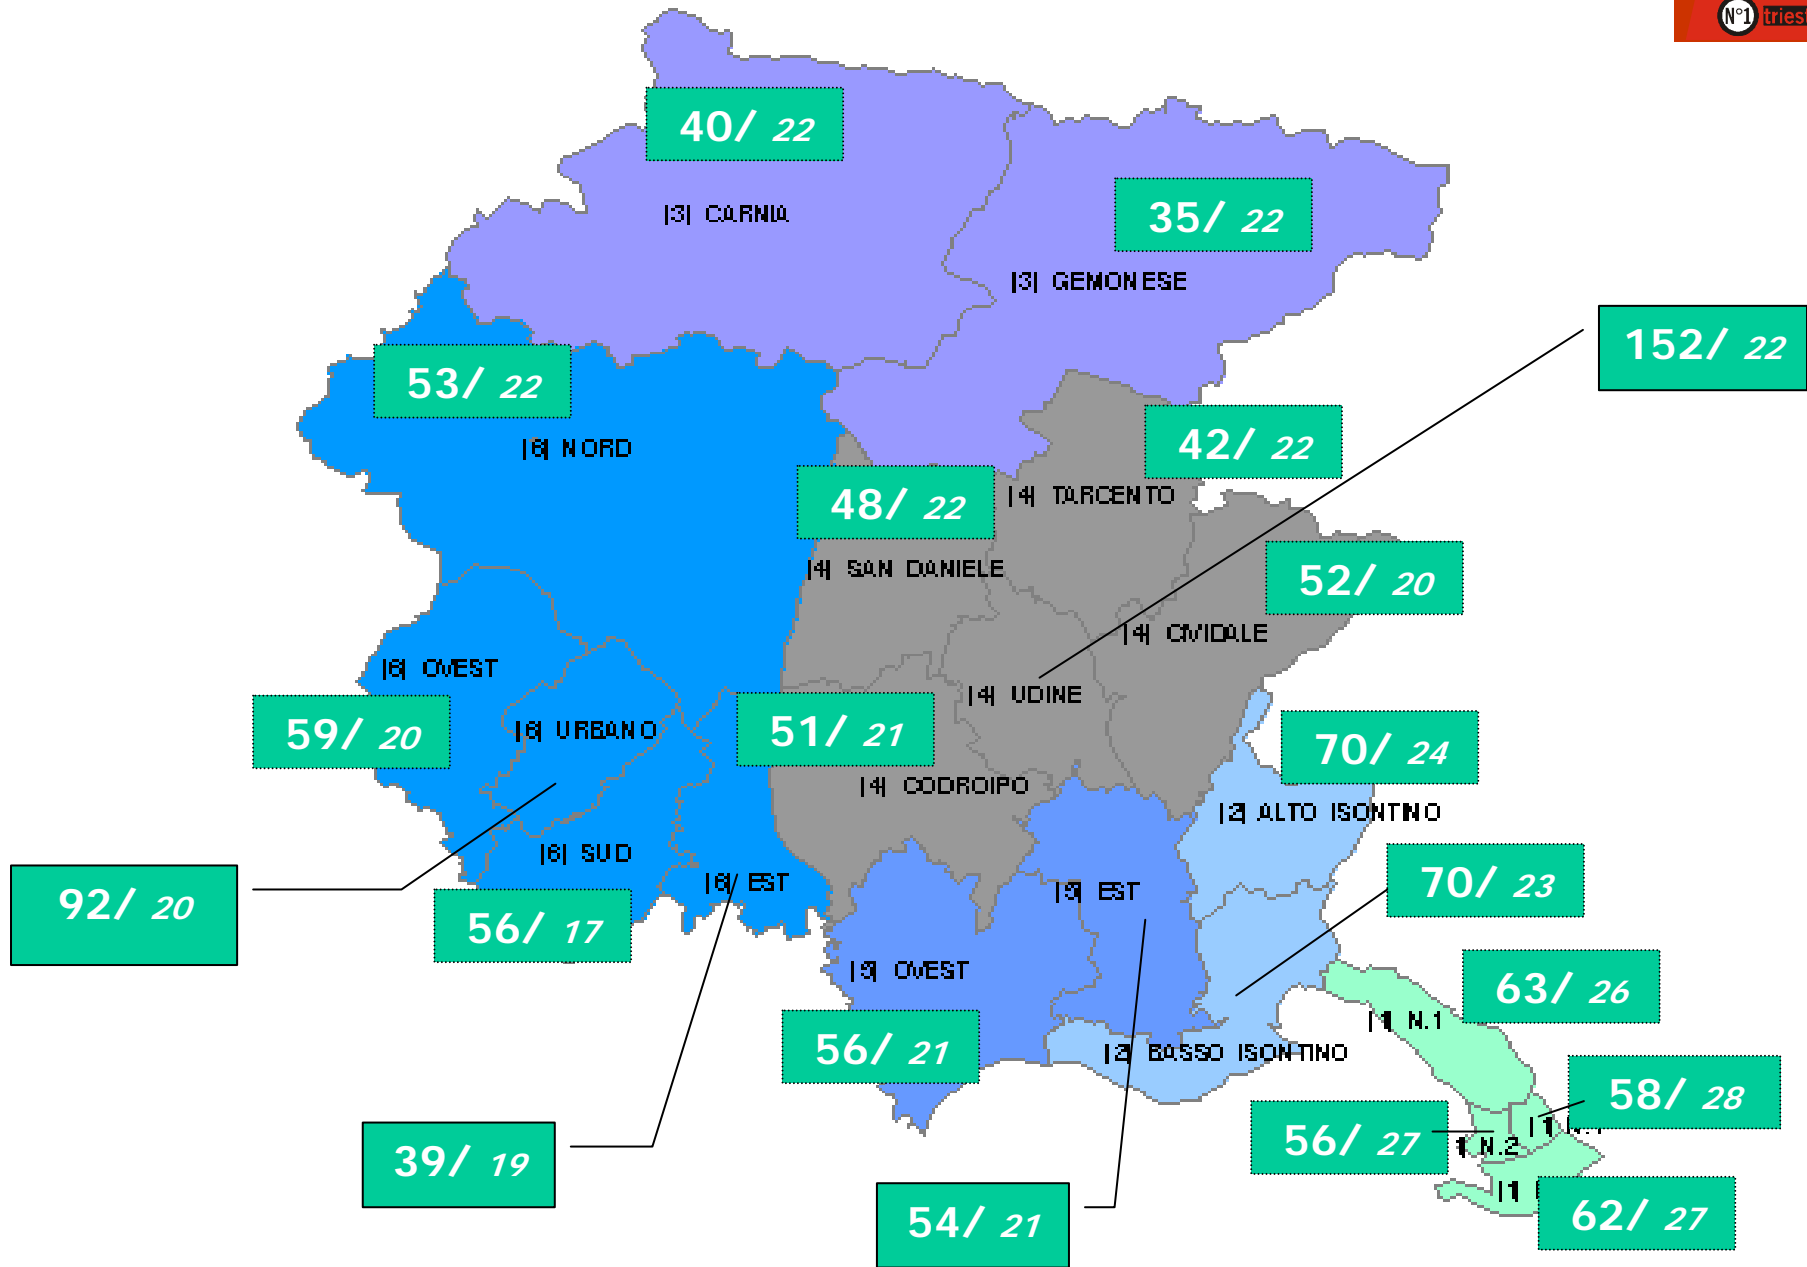 N°1 triest
40/ 22
|3| CARNIA
35/ 22
|3| GEMONESE
152/ 22
53/ 22
|6| NORD
42/ 22
48/ 22
|4| TARCENTO
|4| SAN DANIELE
52/ 20
|4| CIVIDALE
|6| OVEST
|4| UDINE
59/ 20
|6| URBANO
51/ 21
70/ 24
|4| CODROIPO
|2| ALTO ISONTINO
|6| SUD
|6| EST
70/ 23
92/ 20
56/ 17
|5| EST
|5| OVEST
63/ 26
|1| N.1
56/ 21
|2| BASSO ISONTINO
58/ 28
56/ 27
N.2
|1|
39/ 19
|1|
62/ 27
54/ 21